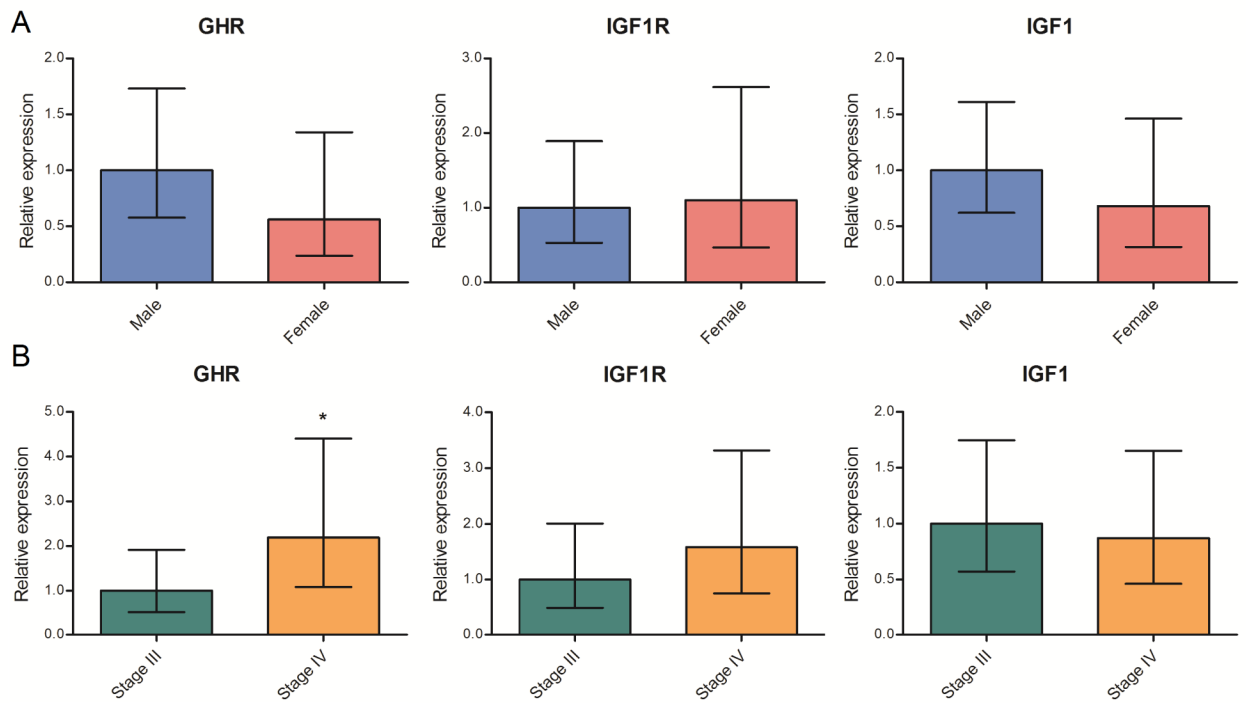 A
GHR
IGF1R
IGF1
Relative expression
2.0
1.5
1.0
0.5
0.0
Male
Female
Relative expression
3.0
2.0
1.0
0.0
Male
Female
Relative expression
2.0
1.5
1.0
0.5
0.0
Male
Female
B
GHR
IGF1R
IGF1
Relative expression
5.0
4.0
3.0
2.0
1.0
0.0
*
Stage III
Stage IV
Relative expression
4.0
3.0
2.0
1.0
0.0
Stage III
Stage IV
Relative expression
2.0
1.5
1.0
0.5
0.0
Stage III
Stage IV